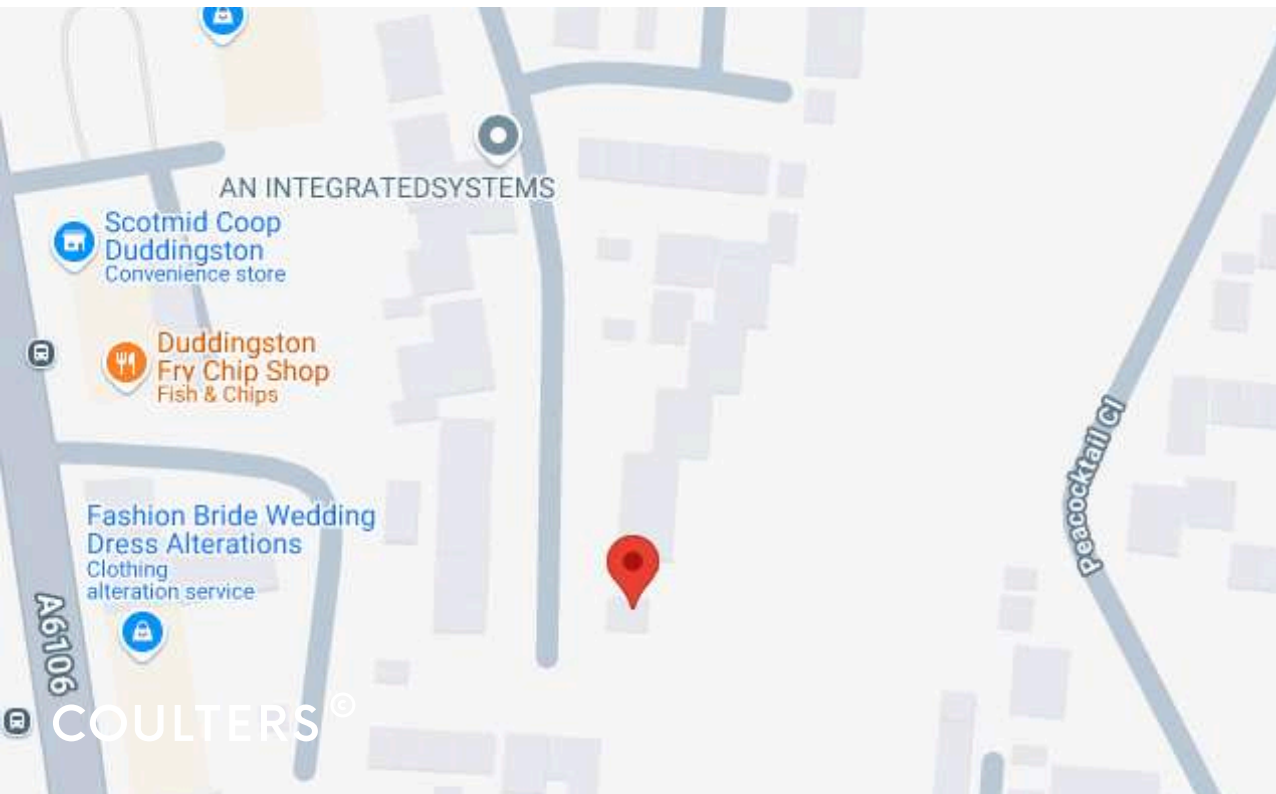 AN INTEGRATEDSYSTEMS
Scotmid Coop
Duddingston
Convenience store
Duddingston
Fry Chip Shop
Fish & Chips
Peacocktail Cl
Fashion Bride Wedding
Dress Alterations
Clothing
alteration service
A6106
COULTERS©